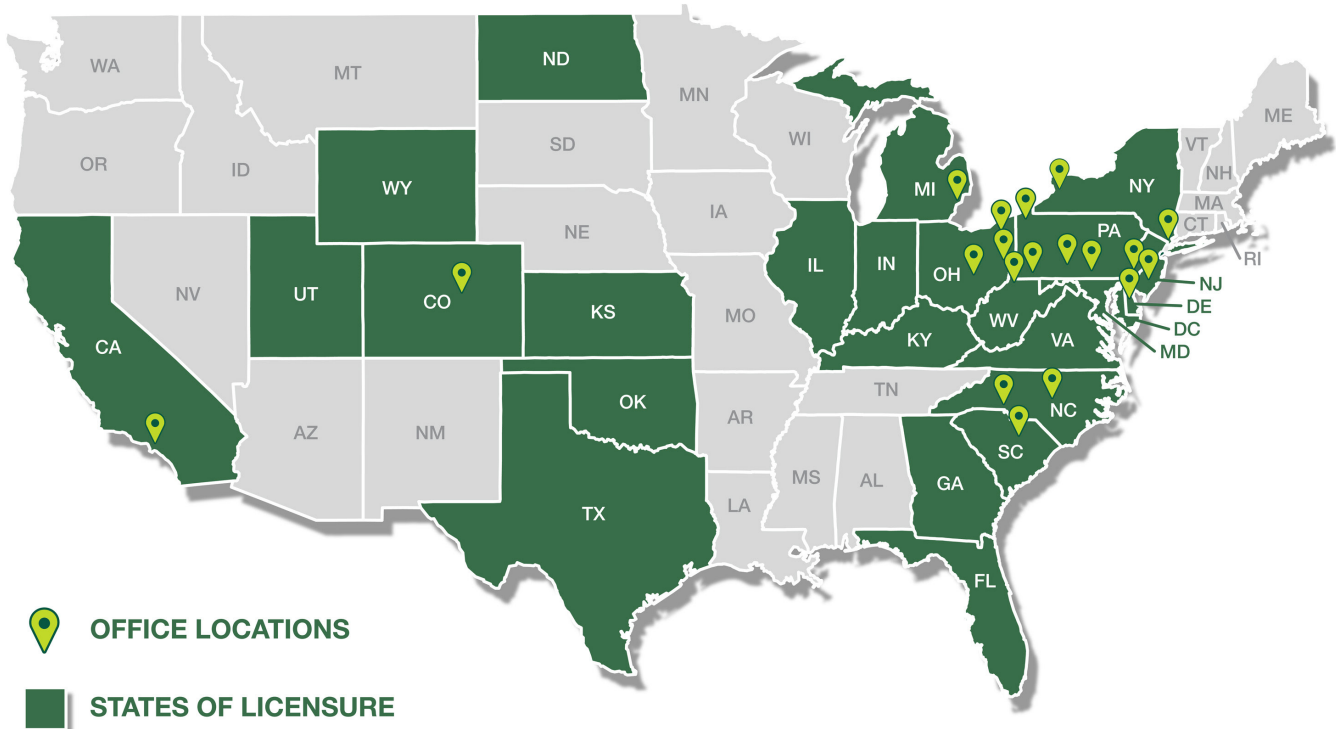 WA
MT
ND
MN
ME
OR
ID
SD
WI
VT
NH
WY
MI
NY
MA
CT
RI
IA
NE
PA
NV
UT
CO
IL
IN
OH
NJ
DE
DC
MD
KS
MO
WV
VA
KY
CA
AZ
NM
OK
AR
TN
NC
SC
TX
LA
MS
AL
GA
FL
OFFICE LOCATIONS
STATES OF LICENSURE